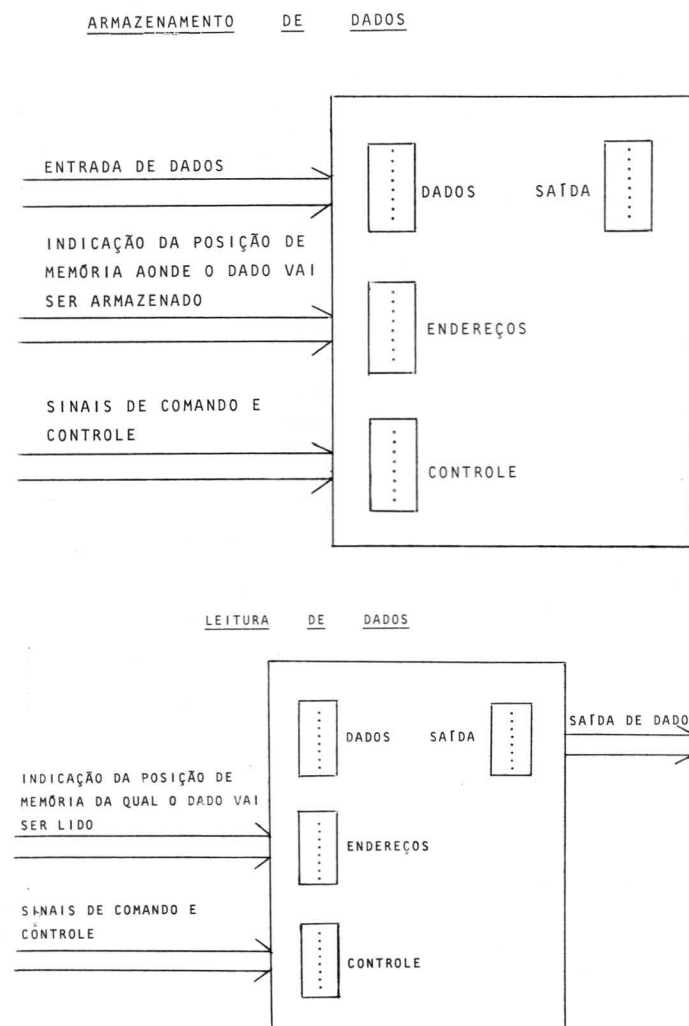 ARMAZENAMENTO DE DADOS
ENTRADA DE DADOS
DADOS SAÍDA
INDICAÇÃO DA POSIÇÃO DE
MEMÓRIA AONDE O DADO VAI
SER ARMAZENADO
ENDEREÇOS
SINAIS DE COMANDO E
CONTROLE
CONTROLE
LEITURA DE DADOS
DADOS SAÍDA
SAÍDA DE DADO
INDICAÇÃO DA POSIÇÃO DE
MEMÓRIA DA QUAL O DADO VAI
SER LIDO
ENDEREÇOS
SINAIS DE COMANDO E
CONTROLE
CONTROLE